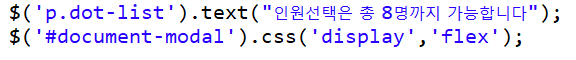 $('p.dot-list').text("인원선택은 총 8명까지 가능합니다");
$('#document-modal').css('display','flex');